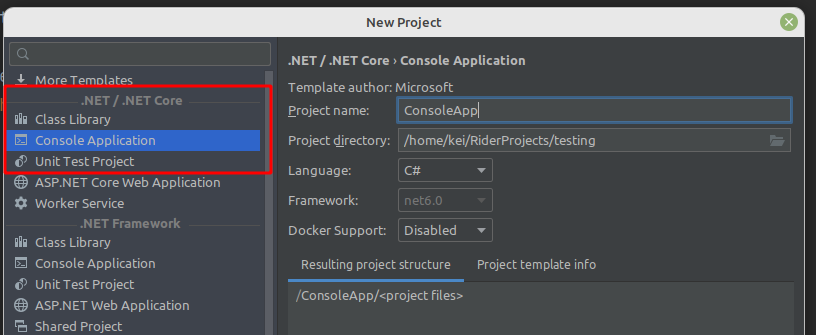 New Project
More Templates
.NET / .NET Core
Class Library
Console Application
Unit Test Project
ASP.NET Core Web Application
Worker Service
.NET Framework
Class Library
Console Application
Unit Test Project
ASP.NET Web Application
Shared Project
.NET / .NET Core › Console Application
Template author: Microsoft
Project name: ConsoleApp
Project directory: /home/kei/RiderProjects/testing
Language: C#
Framework: net6.0
Docker Support: Disabled
Resulting project structure Project template info
/ConsoleApp/<project files>